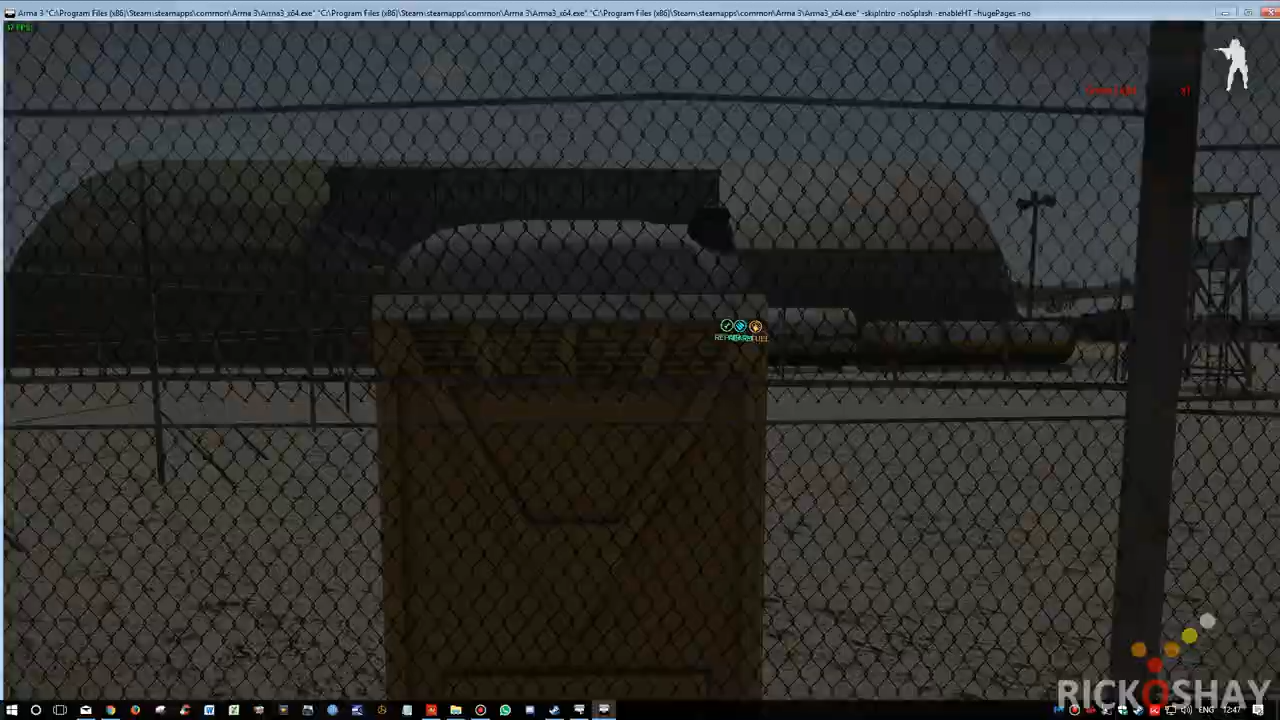 Arma 3 "C:\Program Files (x86)\Steam\steamapps\common\Arma 3\Arma3_x64.exe" "C:\Program Files (x86)\Steam\steamapps\common\Arma 3\Arma3_x64.exe" "C:\Program Files (x86)\Steam\steamapps\common\Arma 3\Arma3_x64.exe" -skipIntro -noSplash -enableHT -hugePages -no
RICKOSHAY
ENG
12:47